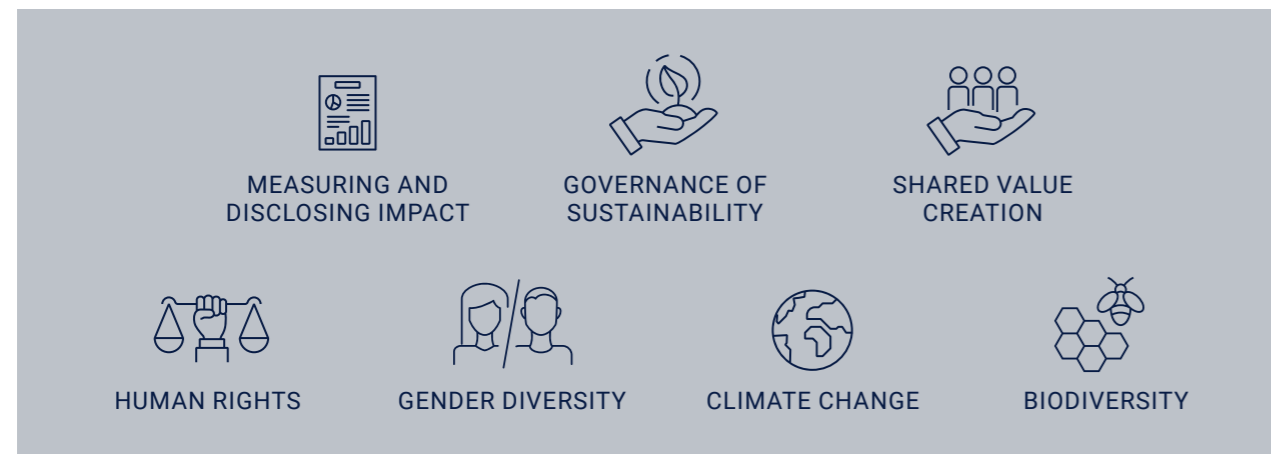 MEASURING AND
DISCLOSING IMPACT
GOVERNANCE OF
SUSTAINABILITY
SHARED VALUE
CREATION
HUMAN RIGHTS
GENDER DIVERSITY
CLIMATE CHANGE
BIODIVERSITY